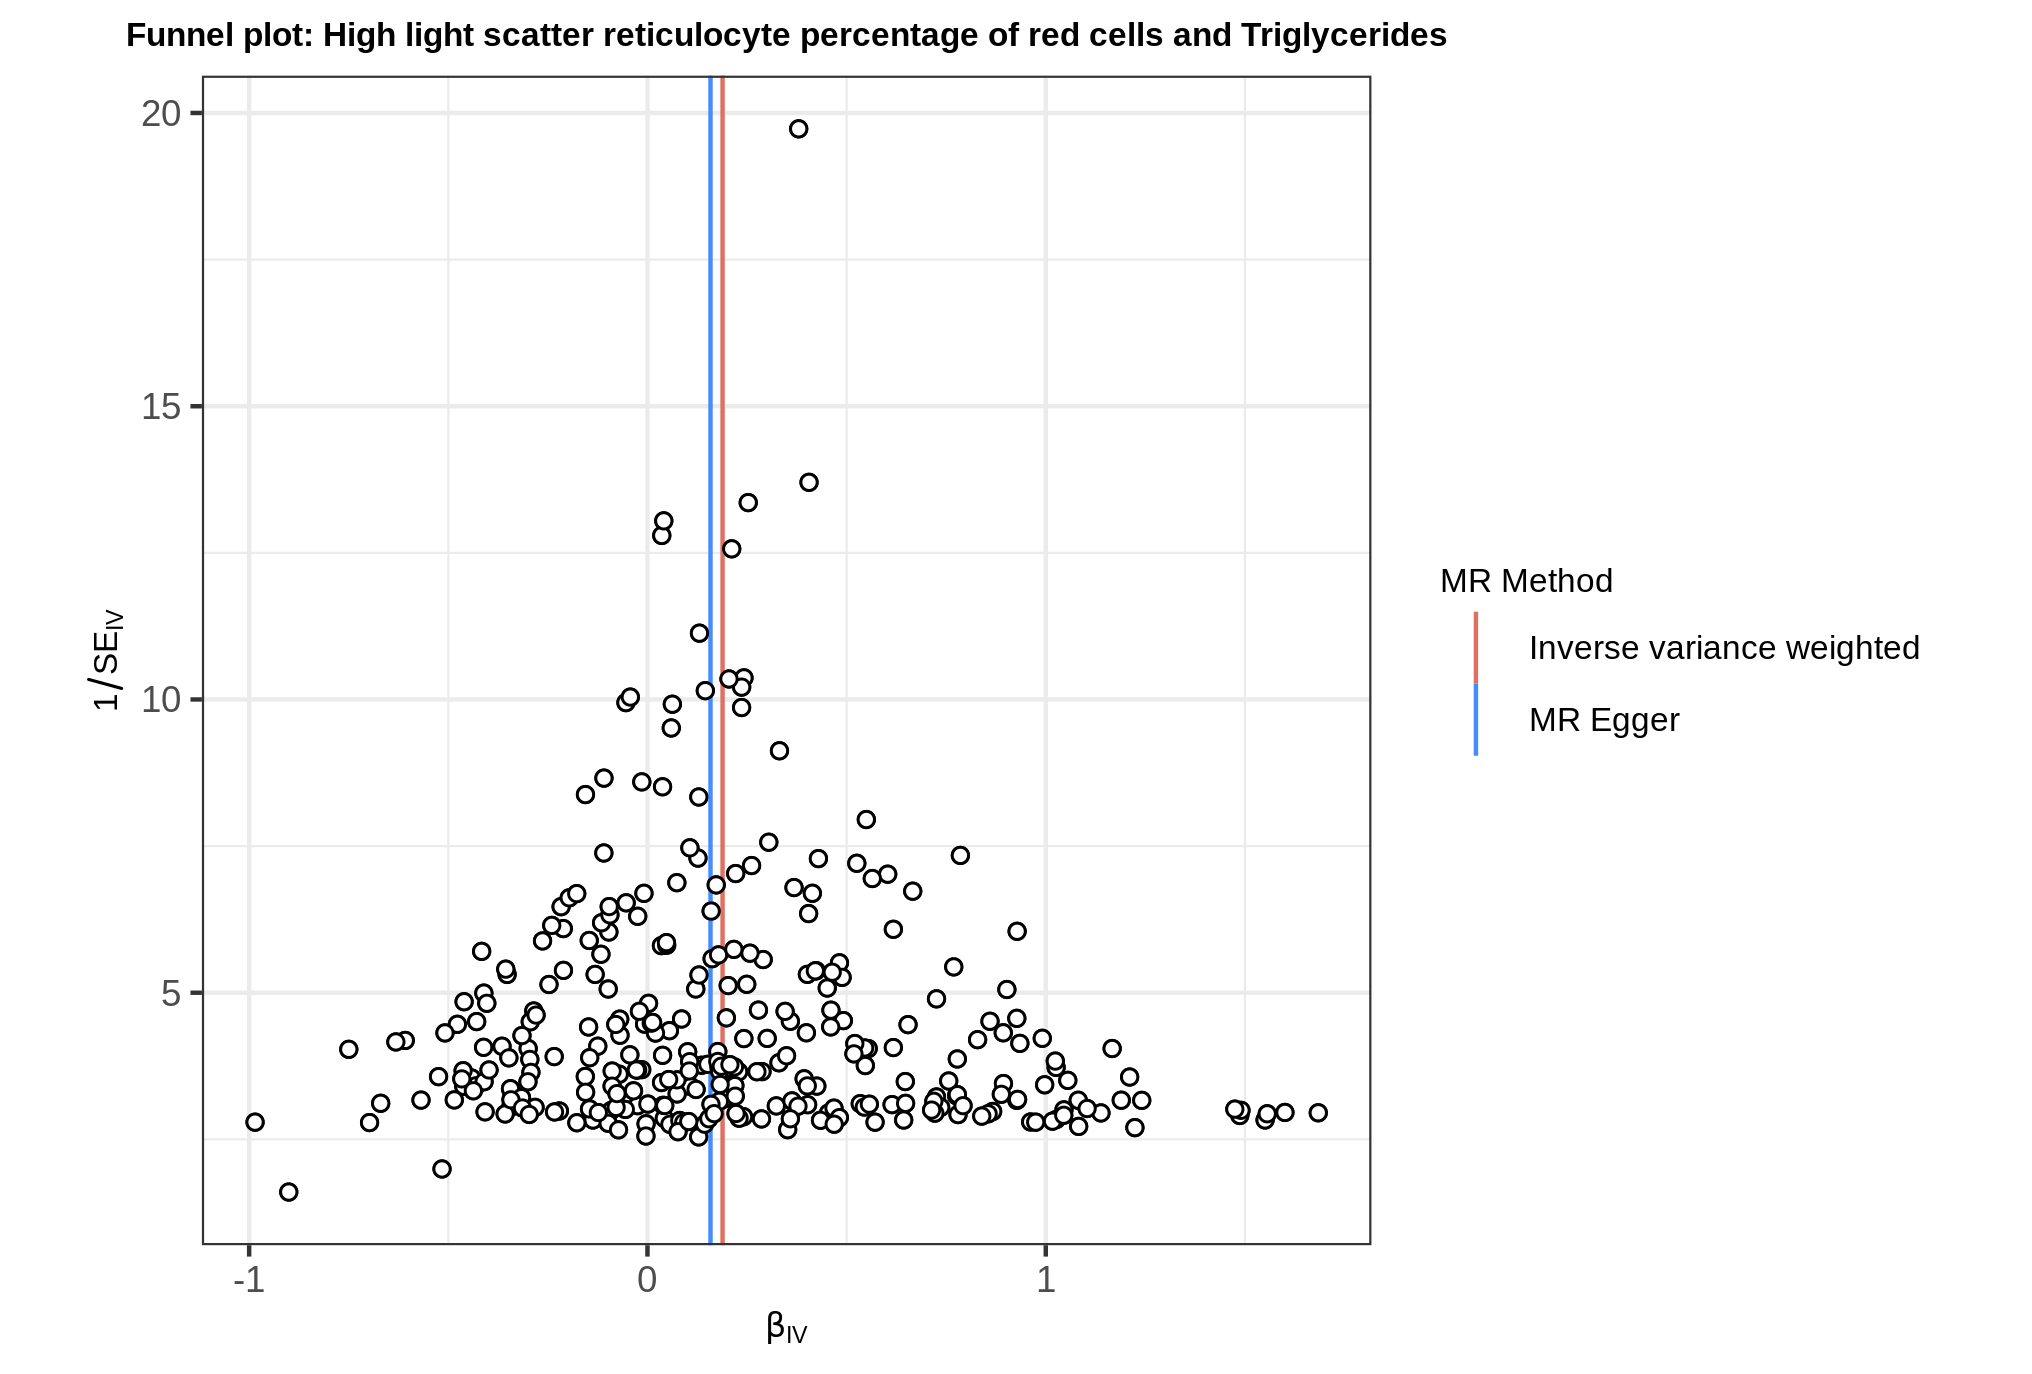 Funnel plot: High light scatter reticulocyte percentage of red cells and Triglycerides
20
15
10
5
1/SEIV
-1
0
1
βIV
MR Method
Inverse variance weighted
MR Egger